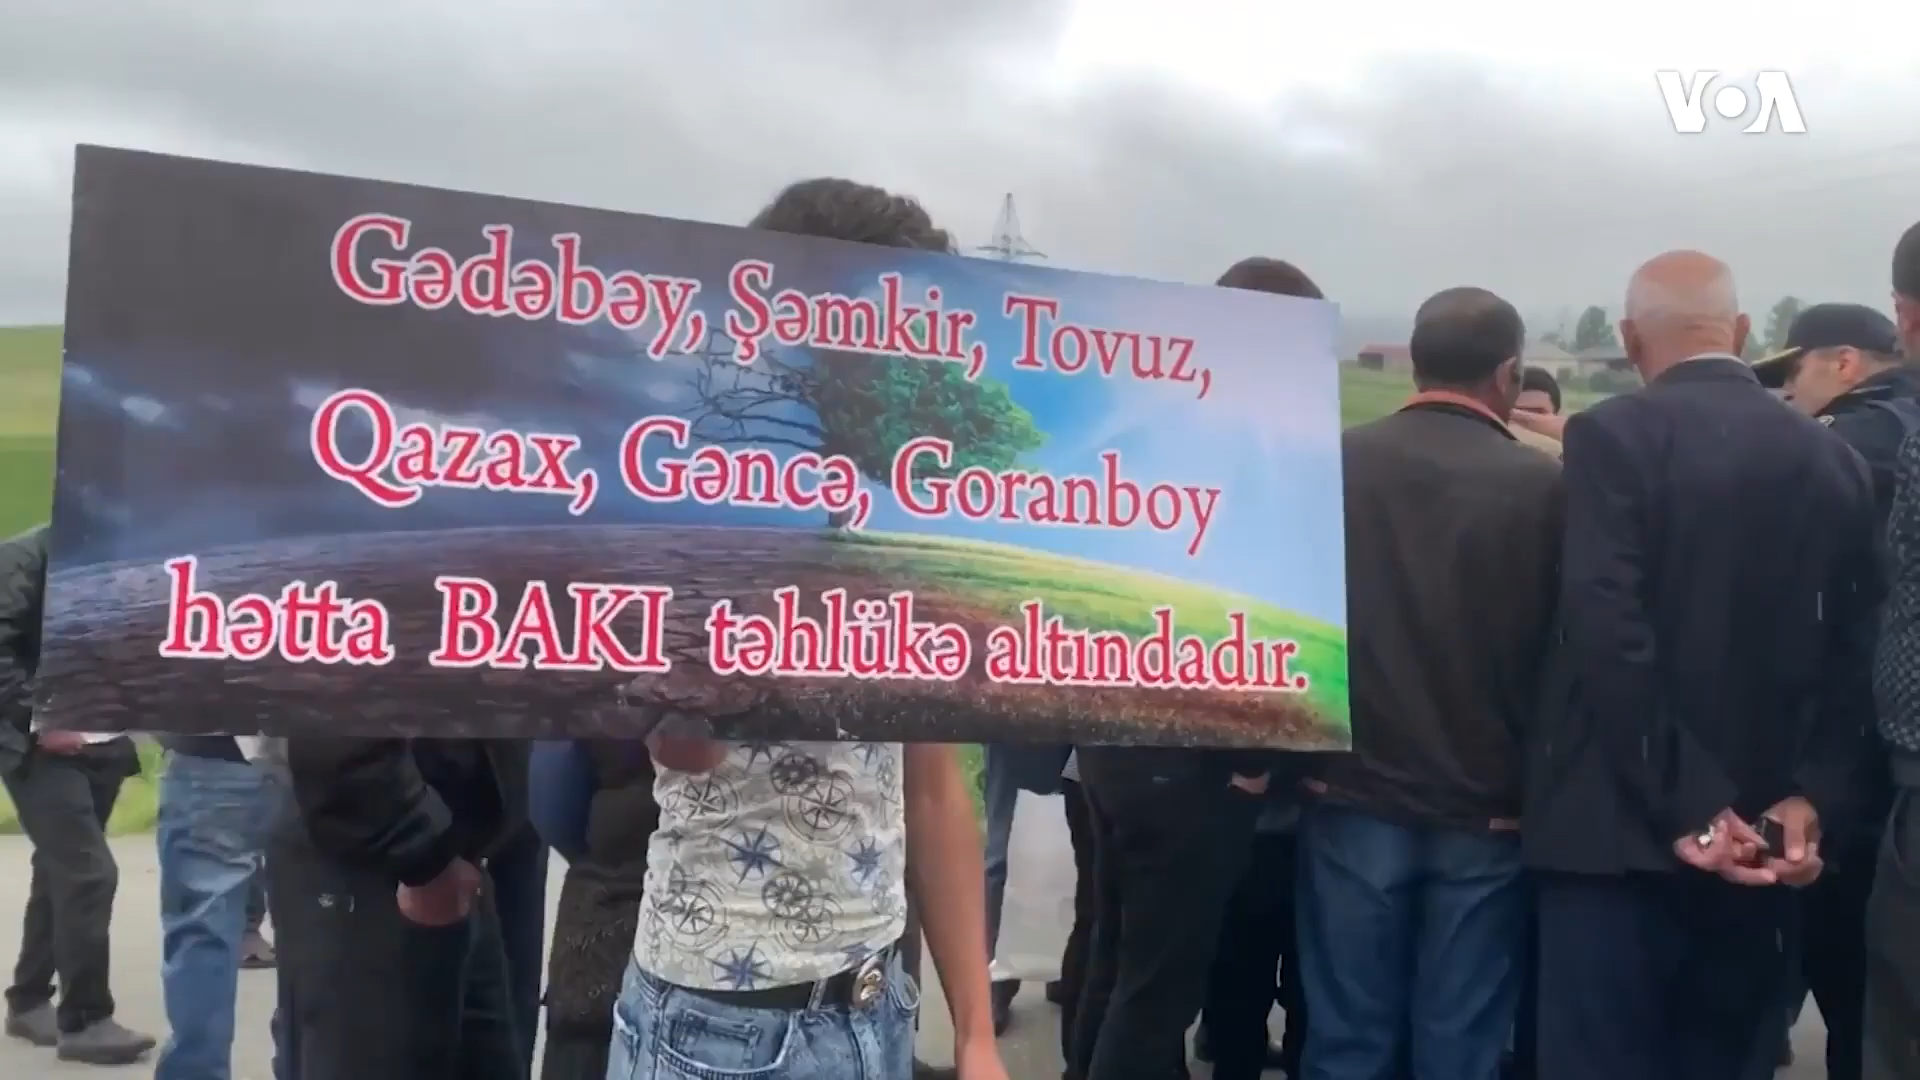 VOA
Gədəbəy, Şəmkir, Tovuz,
Qazax, Gəncə, Goranboy
hətta BAKI təhlükə altındadır.